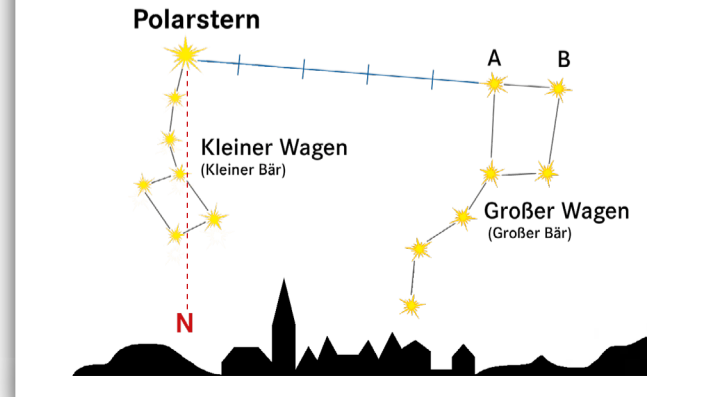 Polarstern
A
B
Kleiner Wagen
(Kleiner Bär)
Großer Wagen
(Großer Bär)
N